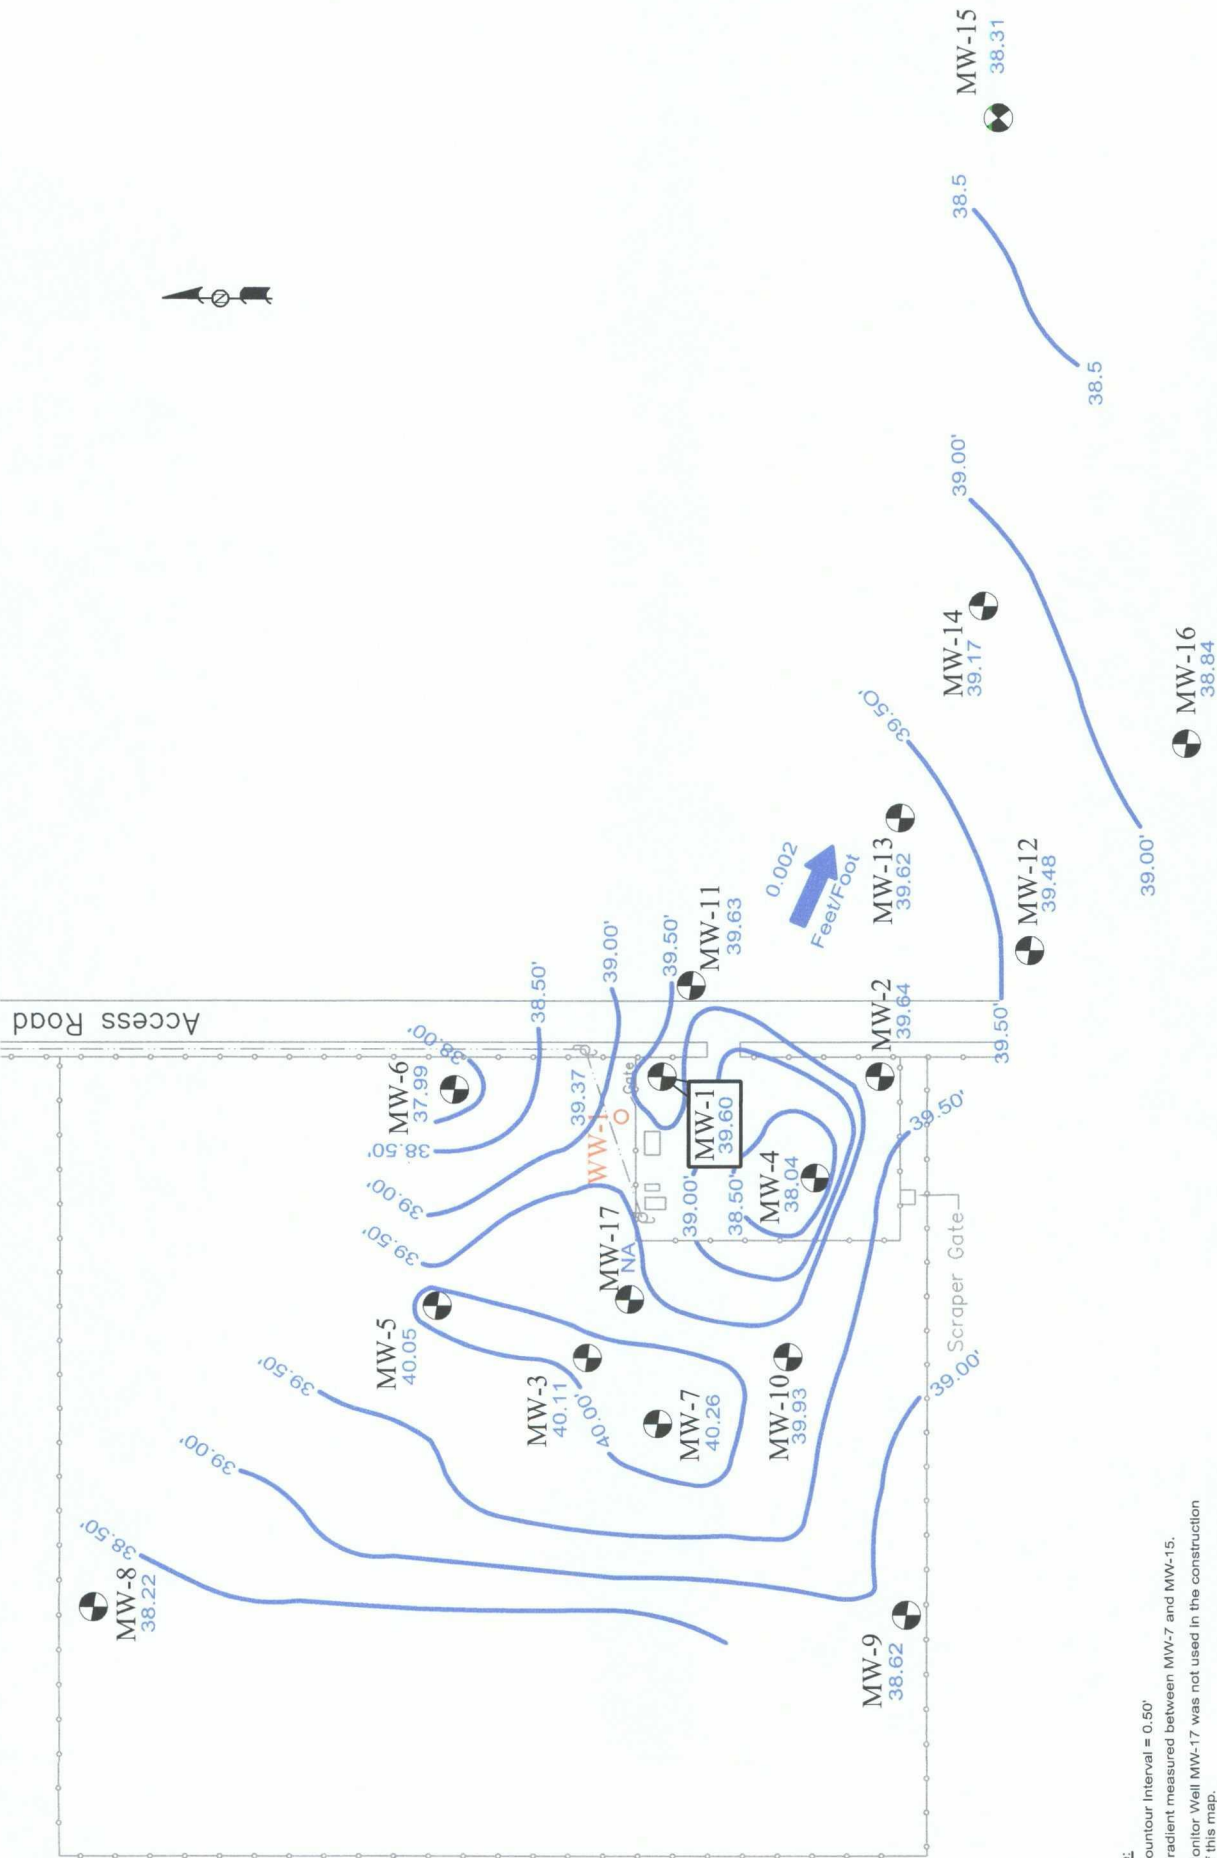 MW-15
38.31
38.5
38.5
N
39.00'
MW-14
39.17
MW-16
38.84
39.00'
39.50'
MW-13
39.62
MW-12
39.48
39.50'
0.002
Feet/Foot
MW-11
39.63
MW-2
39.64
Access Road
38.50'
39.00'
39.50'
38.00'
MW-6
37.99
38.50'
39.00'
39.50'
39.37
WW-1
Gate
MW-1
39.60
39.00'
38.50'
MW-4
38.04
39.50'
MW-17
NA
Scraper Gate
MW-5
40.05
MW-3
40.11
40.00'
MW-7
40.26
MW-10
39.93
39.00'
39.50'
39.00'
38.50'
MW-8
38.22
MW-9
38.62
ountour Interval = 0.50'
radient measured between MW-7 and MW-15.
onitor Well MW-17 was not used in the construction
this map.